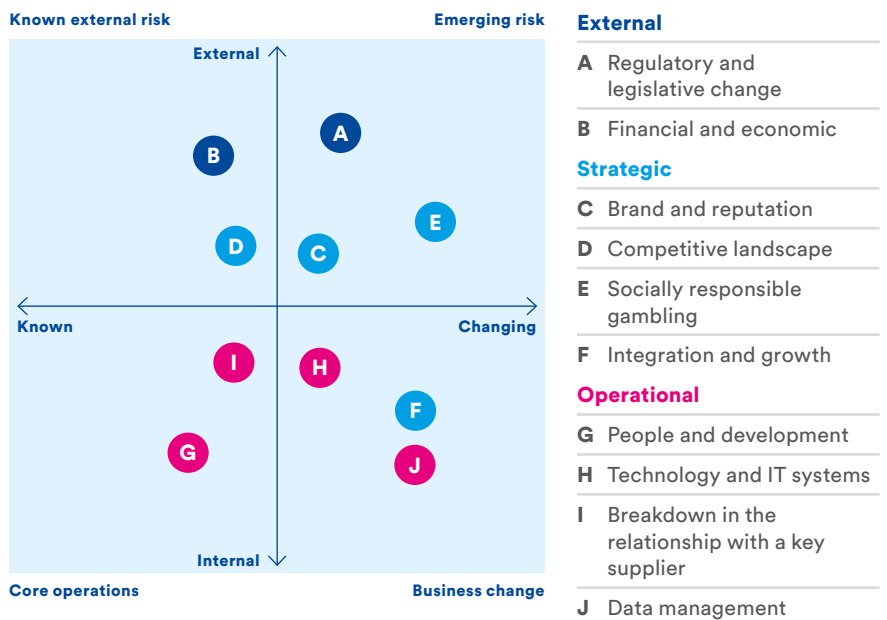 Known external risk
Emerging risk
External
A
B
E
D
C
Known
Changing
I
H
F
G
J
Internal
Core operations
Business change
External
A Regulatory and
legislative change
B Financial and economic
Strategic
C Brand and reputation
D Competitive landscape
E Socially responsible
gambling
F Integration and growth
Operational
G People and development
H Technology and IT systems
I Breakdown in the
relationship with a key
supplier
J Data management